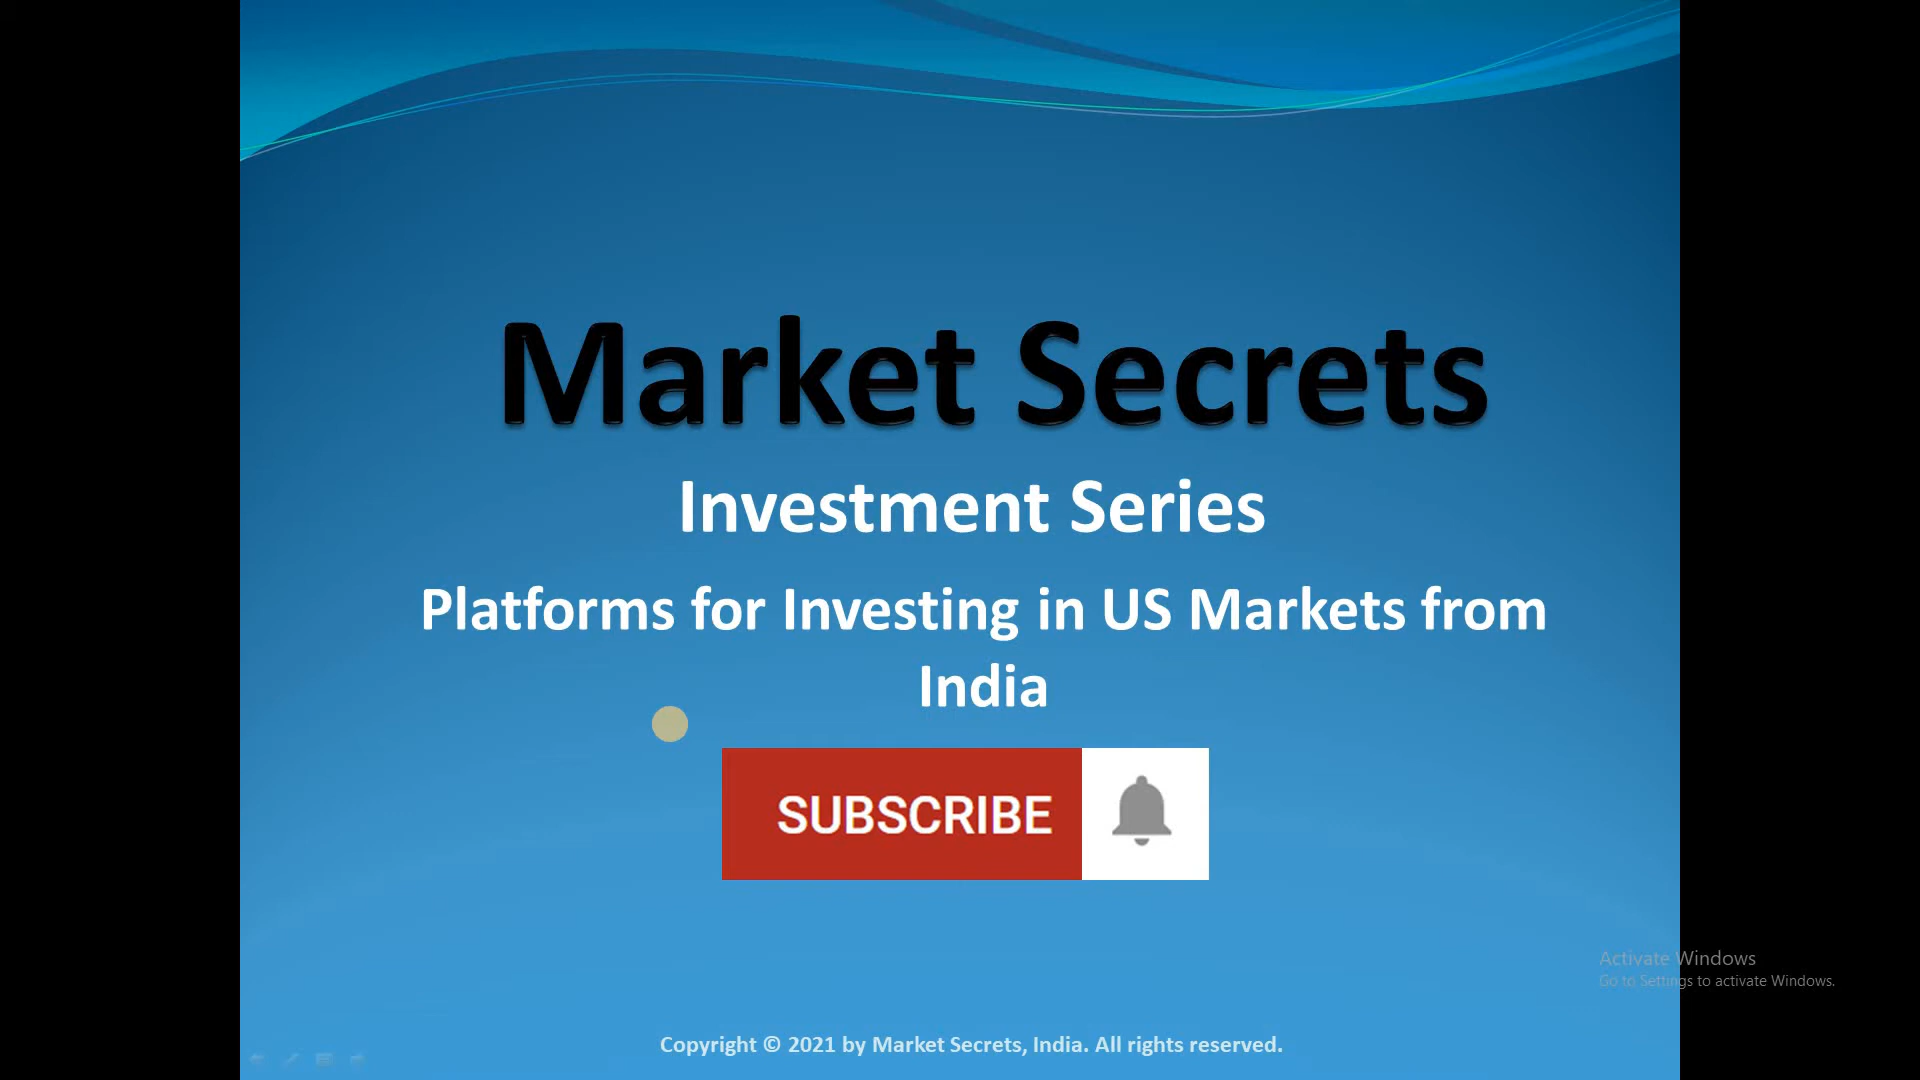 Market Secrets
Investment Series
Platforms for Investing in US Markets from
India
SUBSCRIBE
Activate Windows
Go to Settings to activate Windows.
Copyright © 2021 by Market Secrets, India. All rights reserved.